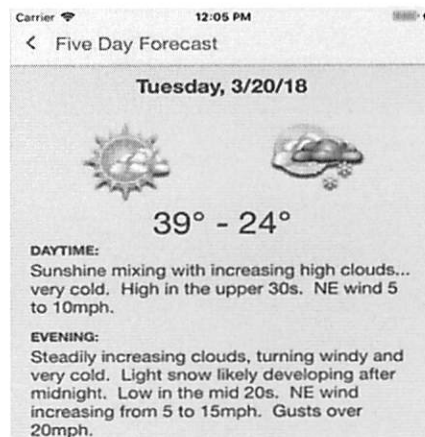 Carrier 12:05 PM
Five Day Forecast
Tuesday, 3/20/18
39° - 24°
DAYTIME:
Sunshine mixing with increasing high clouds...
very cold. High in the upper 30s. NE wind 5
to 10mph.
EVENING:
Steadily increasing clouds, turning windy and
very cold. Light snow likely developing after
midnight. Low in the mid 20s. NE wind
increasing from 5 to 15mph. Gusts over
20mph.